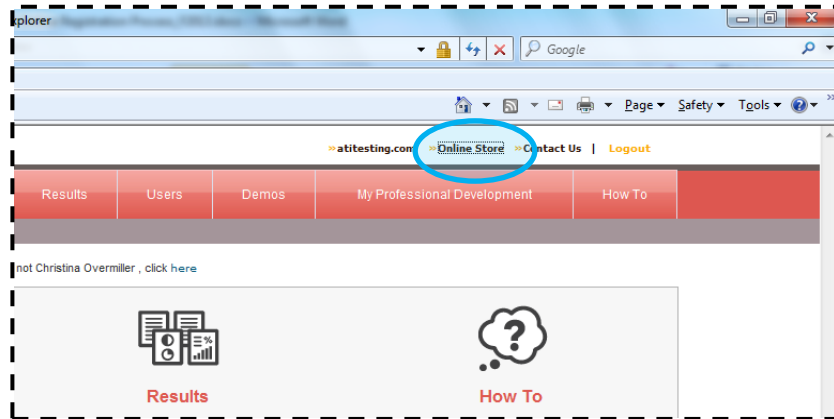 xplorer
Google
Page Safety Tools
»atitesting.com »Online Store »Contact Us | Logout
Results Users Demos My Professional Development How To
not Christina Overmiller , click here
Results How To